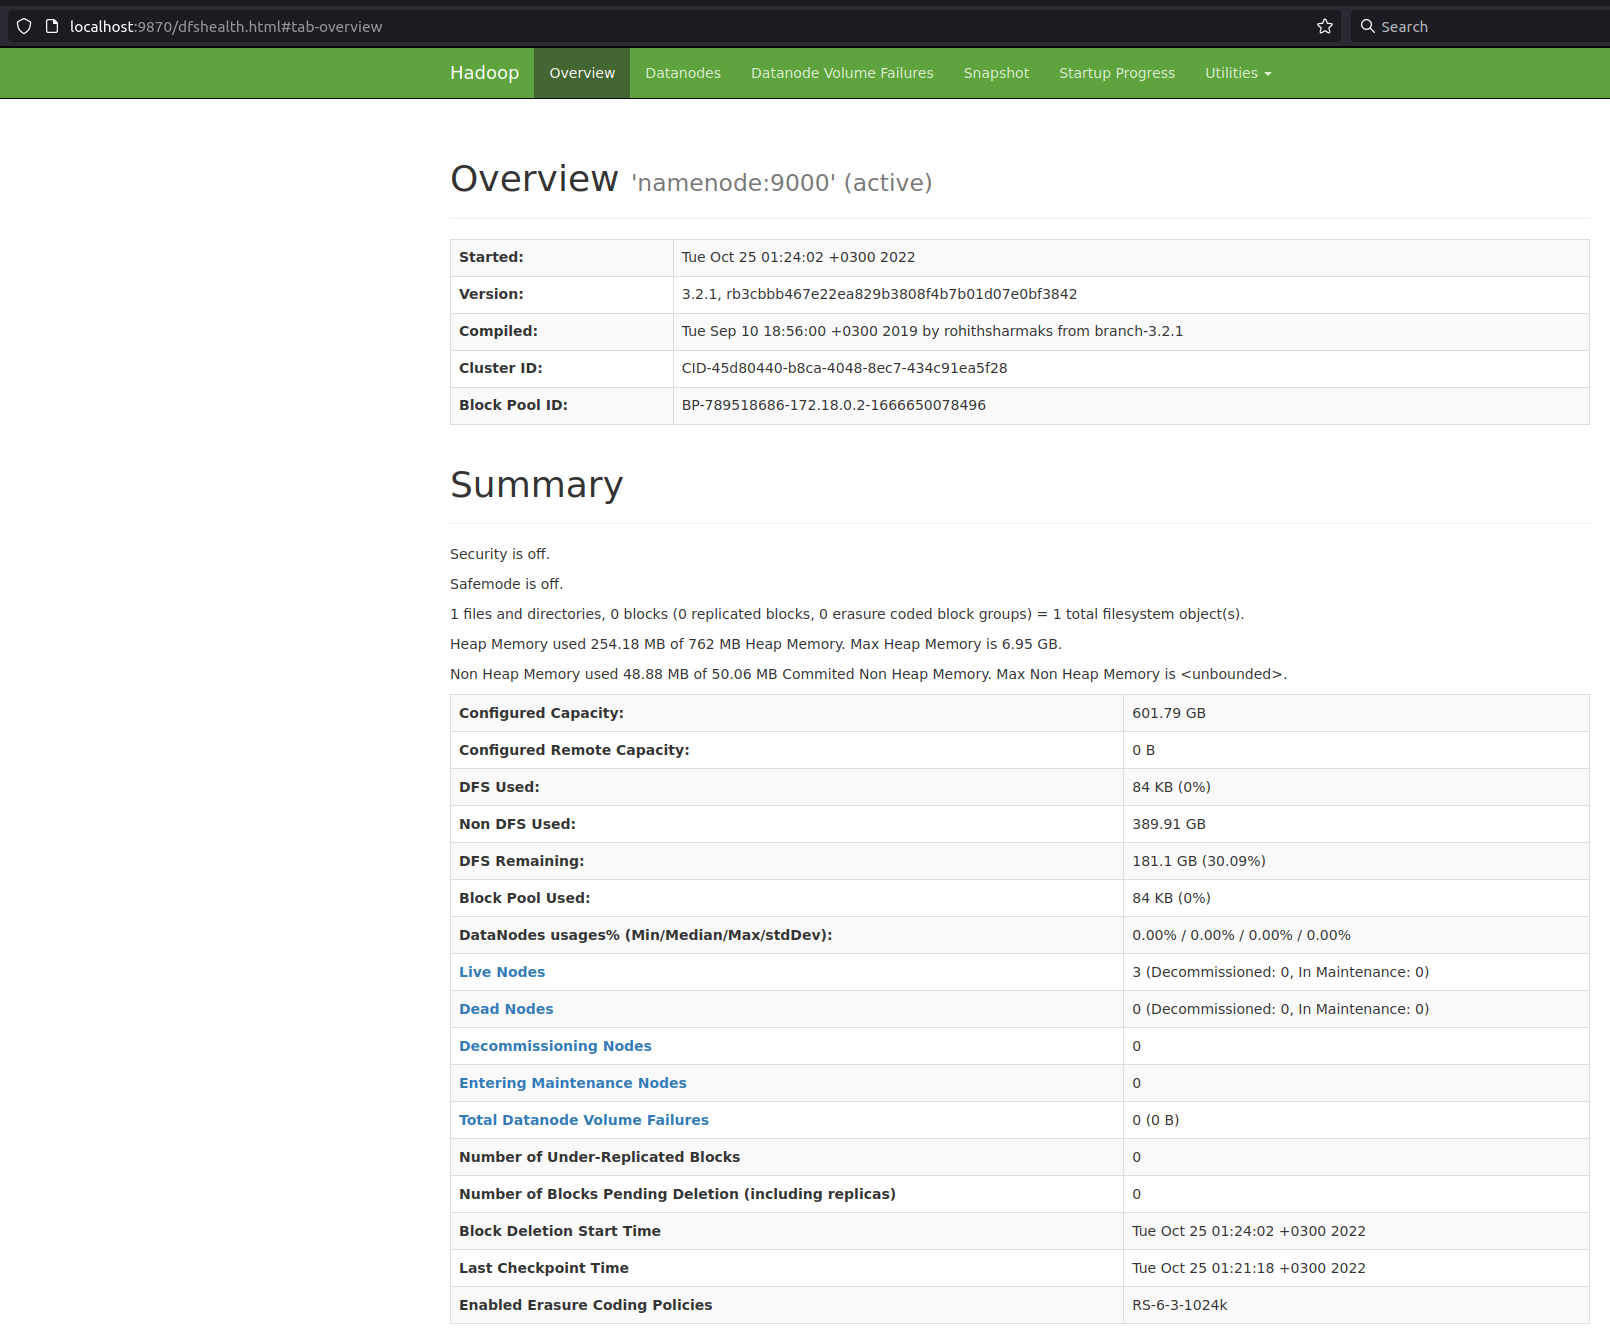 localhost:9870/dfshealth.html#tab-overview Search
Hadoop Overview Datanodes Datanode Volume Failures Snapshot Startup Progress Utilities
Overview 'namenode:9000' (active)
Started: Tue Oct 25 01:24:02 +0300 2022
Version: 3.2.1, rb3cbbb467e22ea829b3808f4b7b01d07e0bf3842
Compiled: Tue Sep 10 18:56:00 +0300 2019 by rohithsharmaks from branch-3.2.1
Cluster ID: CID-45d80440-b8ca-4048-8ec7-434c91ea5f28
Block Pool ID: BP-789518686-172.18.0.2-1666650078496
Summary
Security is off.
Safemode is off.
1 files and directories, 0 blocks (0 replicated blocks, 0 erasure coded block groups) = 1 total filesystem object(s).
Heap Memory used 254.18 MB of 762 MB Heap Memory. Max Heap Memory is 6.95 GB.
Non Heap Memory used 48.88 MB of 50.06 MB Commited Non Heap Memory. Max Non Heap Memory is <unbounded>.
Configured Capacity: 601.79 GB
Configured Remote Capacity: 0 B
DFS Used: 84 KB (0%)
Non DFS Used: 389.91 GB
DFS Remaining: 181.1 GB (30.09%)
Block Pool Used: 84 KB (0%)
DataNodes usages% (Min/Median/Max/stdDev): 0.00% / 0.00% / 0.00% / 0.00%
Live Nodes 3 (Decommissioned: 0, In Maintenance: 0)
Dead Nodes 0 (Decommissioned: 0, In Maintenance: 0)
Decommissioning Nodes 0
Entering Maintenance Nodes 0
Total Datanode Volume Failures 0 (0 B)
Number of Under-Replicated Blocks 0
Number of Blocks Pending Deletion (including replicas) 0
Block Deletion Start Time Tue Oct 25 01:24:02 +0300 2022
Last Checkpoint Time Tue Oct 25 01:21:18 +0300 2022
Enabled Erasure Coding Policies RS-6-3-1024k